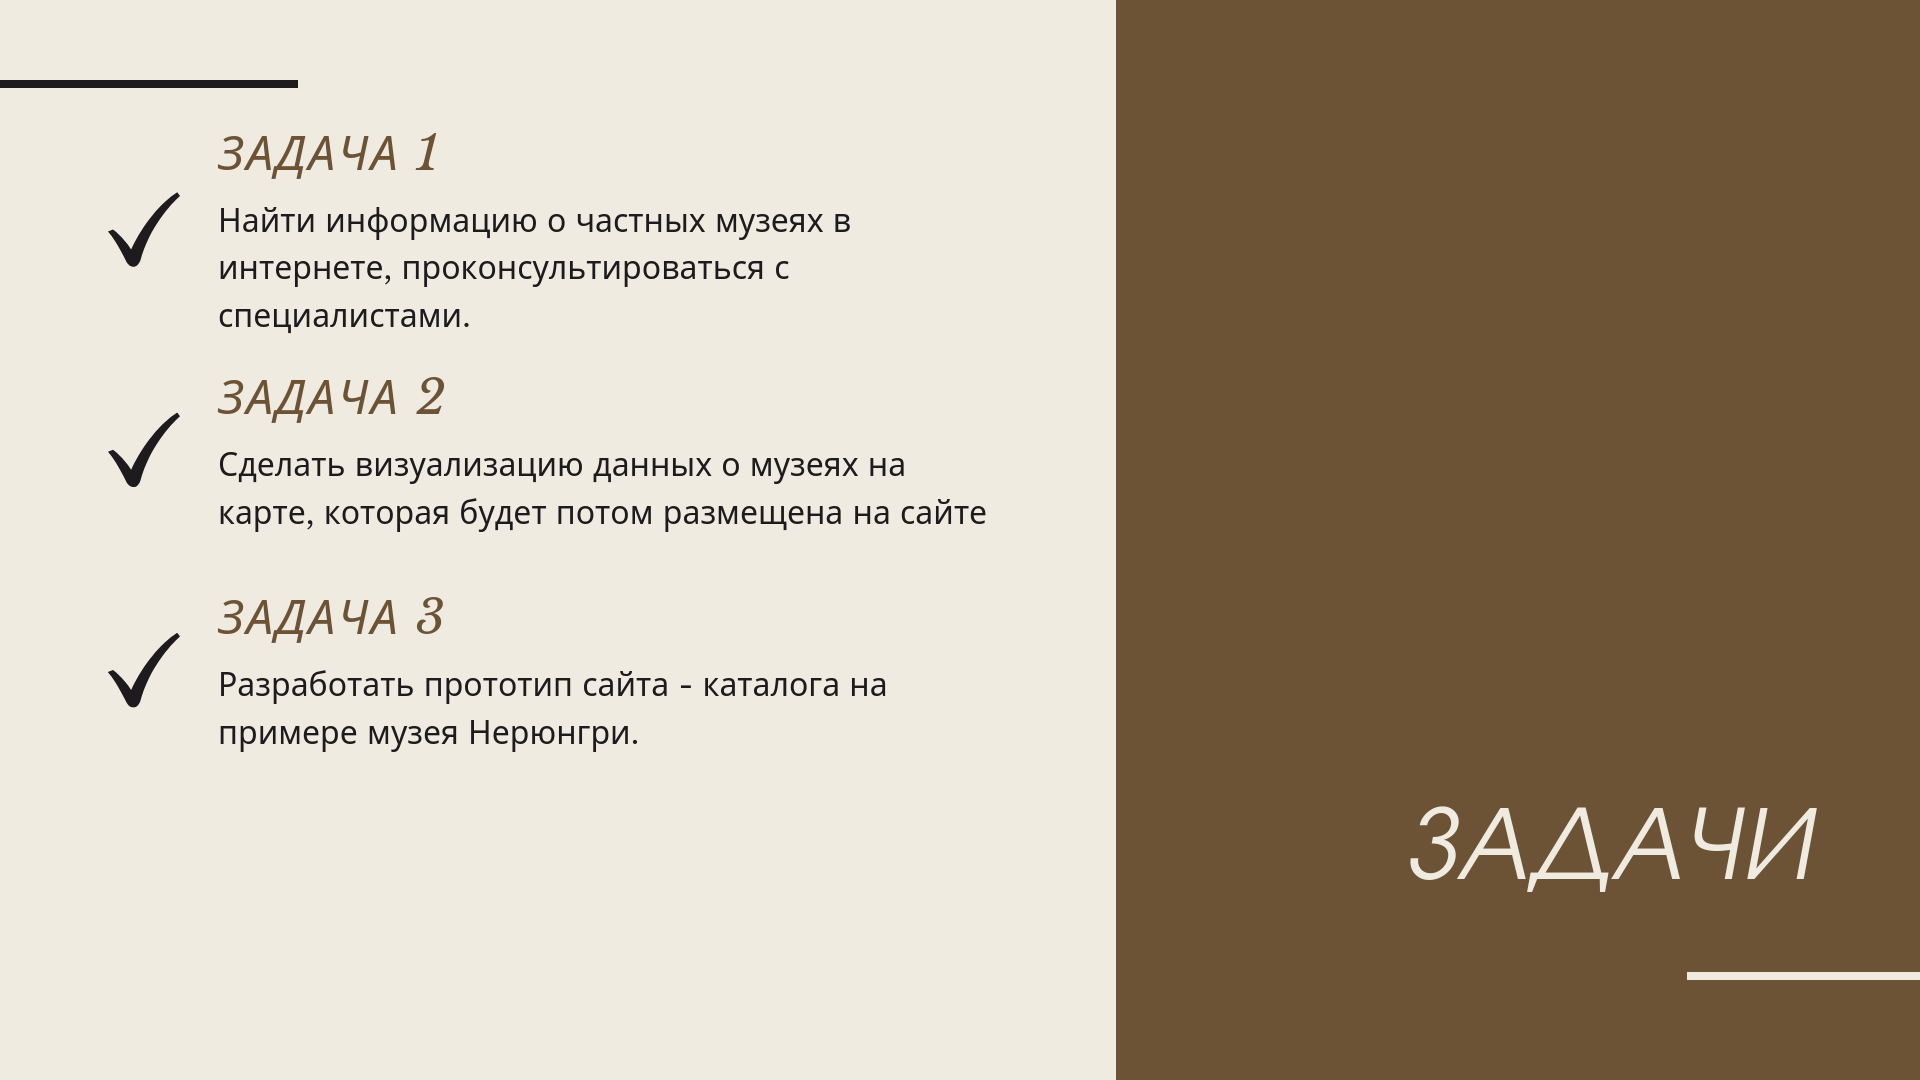 ЗАДАЧА 1
Найти информацию о частных музеях в
интернете, проконсультироваться с
специалистами.
ЗАДАЧА 2
Сделать визуализацию данных о музеях на
карте, которая будет потом размещена на сайте
ЗАДАЧА 3
Разработать прототип сайта - каталога на
примере музея Нерюнгри.
ЗАДАЧИ